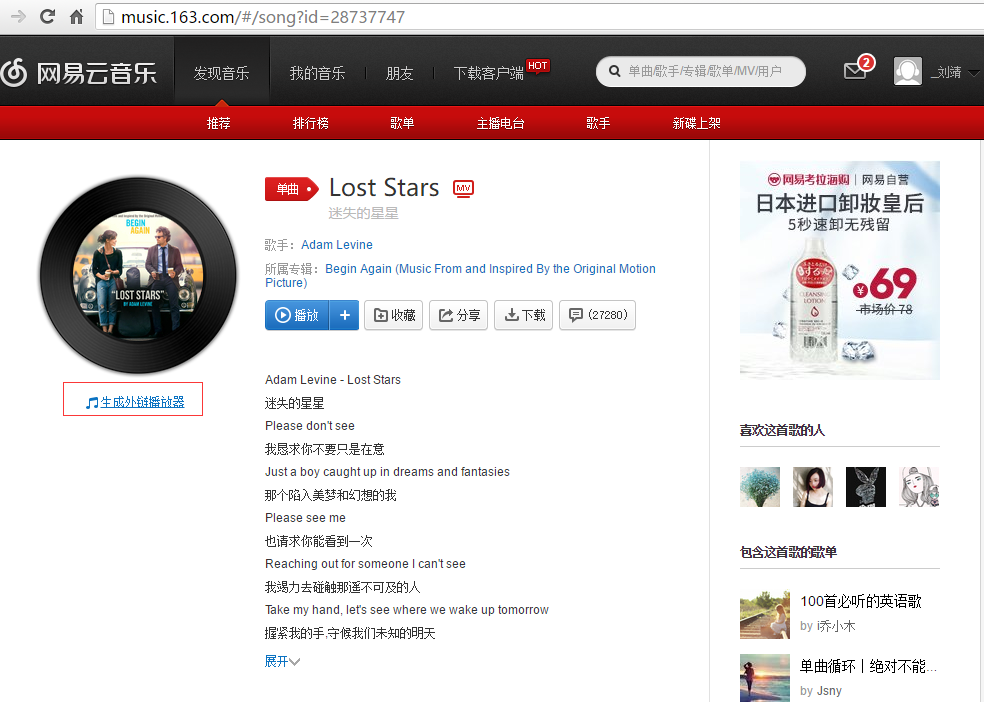 music.163.com/#/song?id=28737747
网易云音乐
发现音乐
我的音乐
朋友
下载客户端
HOT
单曲/歌手/专辑/歌单/MV/用户
2
_刘清
推荐
排行榜
歌单
主播电台
歌手
新碟上架
BEGIN
AGAIN
"LOST STARS"
BY ADAM LEVINE
生成外链播放器
单曲
Lost Stars
MV
迷失的星星
歌手：Adam Levine
所属专辑：Begin Again (Music From and Inspired By the Original Motion
Picture)
播放
+
收藏
分享
下载
(27280)
Adam Levine - Lost Stars
迷失的星星
Please don't see
我恳求你不要只是在意
Just a boy caught up in dreams and fantasies
那个陷入美梦和幻想的我
Please see me
也请求你能看到一次
Reaching out for someone I can't see
我竭力去碰触那遥不可及的人
Take my hand, let's see where we wake up tomorrow
握紧我的手,守候我们未知的明天
展开
网易考拉海购 | 网易自营
日本进口卸妆皇后
5秒速卸无残留
CLEANSING
LOTION
¥69
市场价 78
喜欢这首歌的人
包含这首歌的歌单
100首必听的英语歌
by i乔小木
单曲循环丨绝对不能...
by Jsny